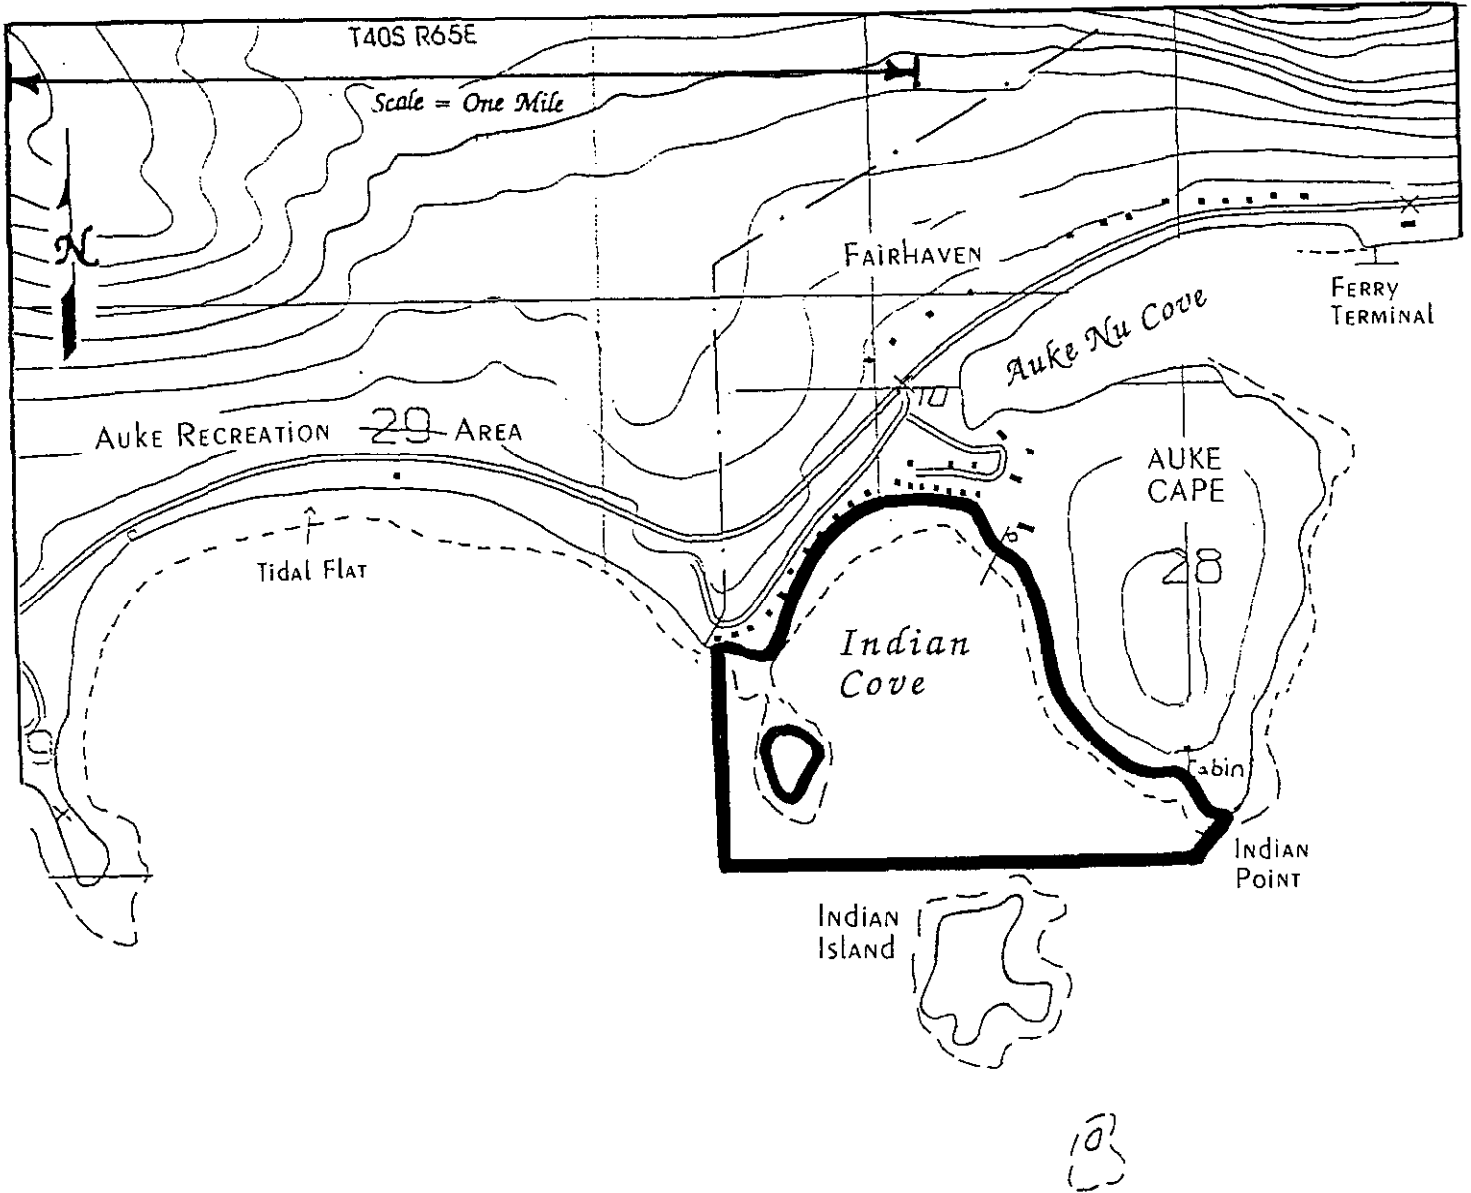 T40S R65E
Scale = One Mile
N
FAIRHAVEN
FERRY
TERMINAL
Auke Nu Cove
10
AUKE RECREATION 29 AREA
AUKE
CAPE
Tidal FLAT
28
Indian
Cove
cabin
INdiAN
POINT
INdiAN
IslaNd